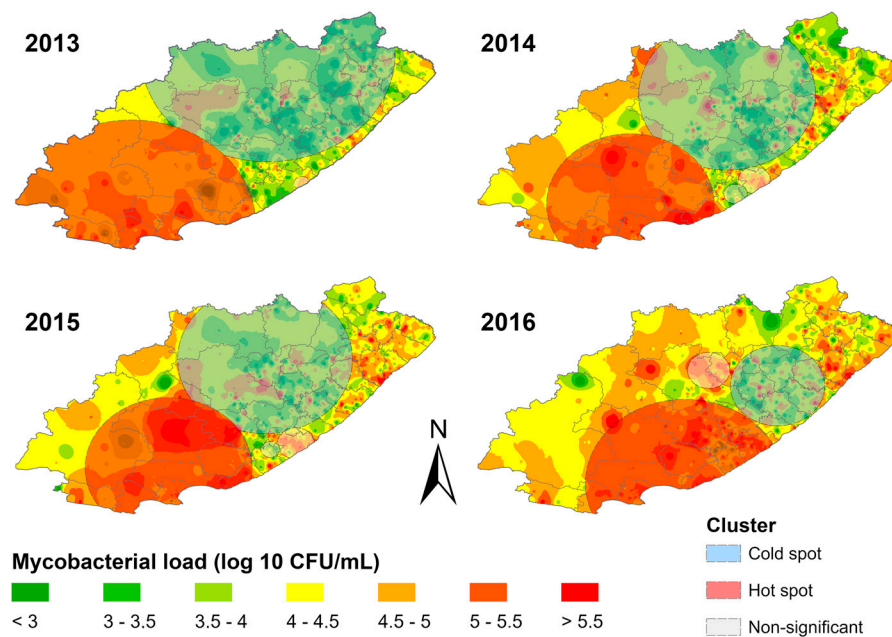 2013
2014
2015
2016
N
Mycobacterial load (log 10 CFU/mL)
< 3
3 - 3.5
3.5 - 4
4 - 4.5
4.5 - 5
5 - 5.5
> 5.5
Cluster
Cold spot
Hot spot
Non-significant